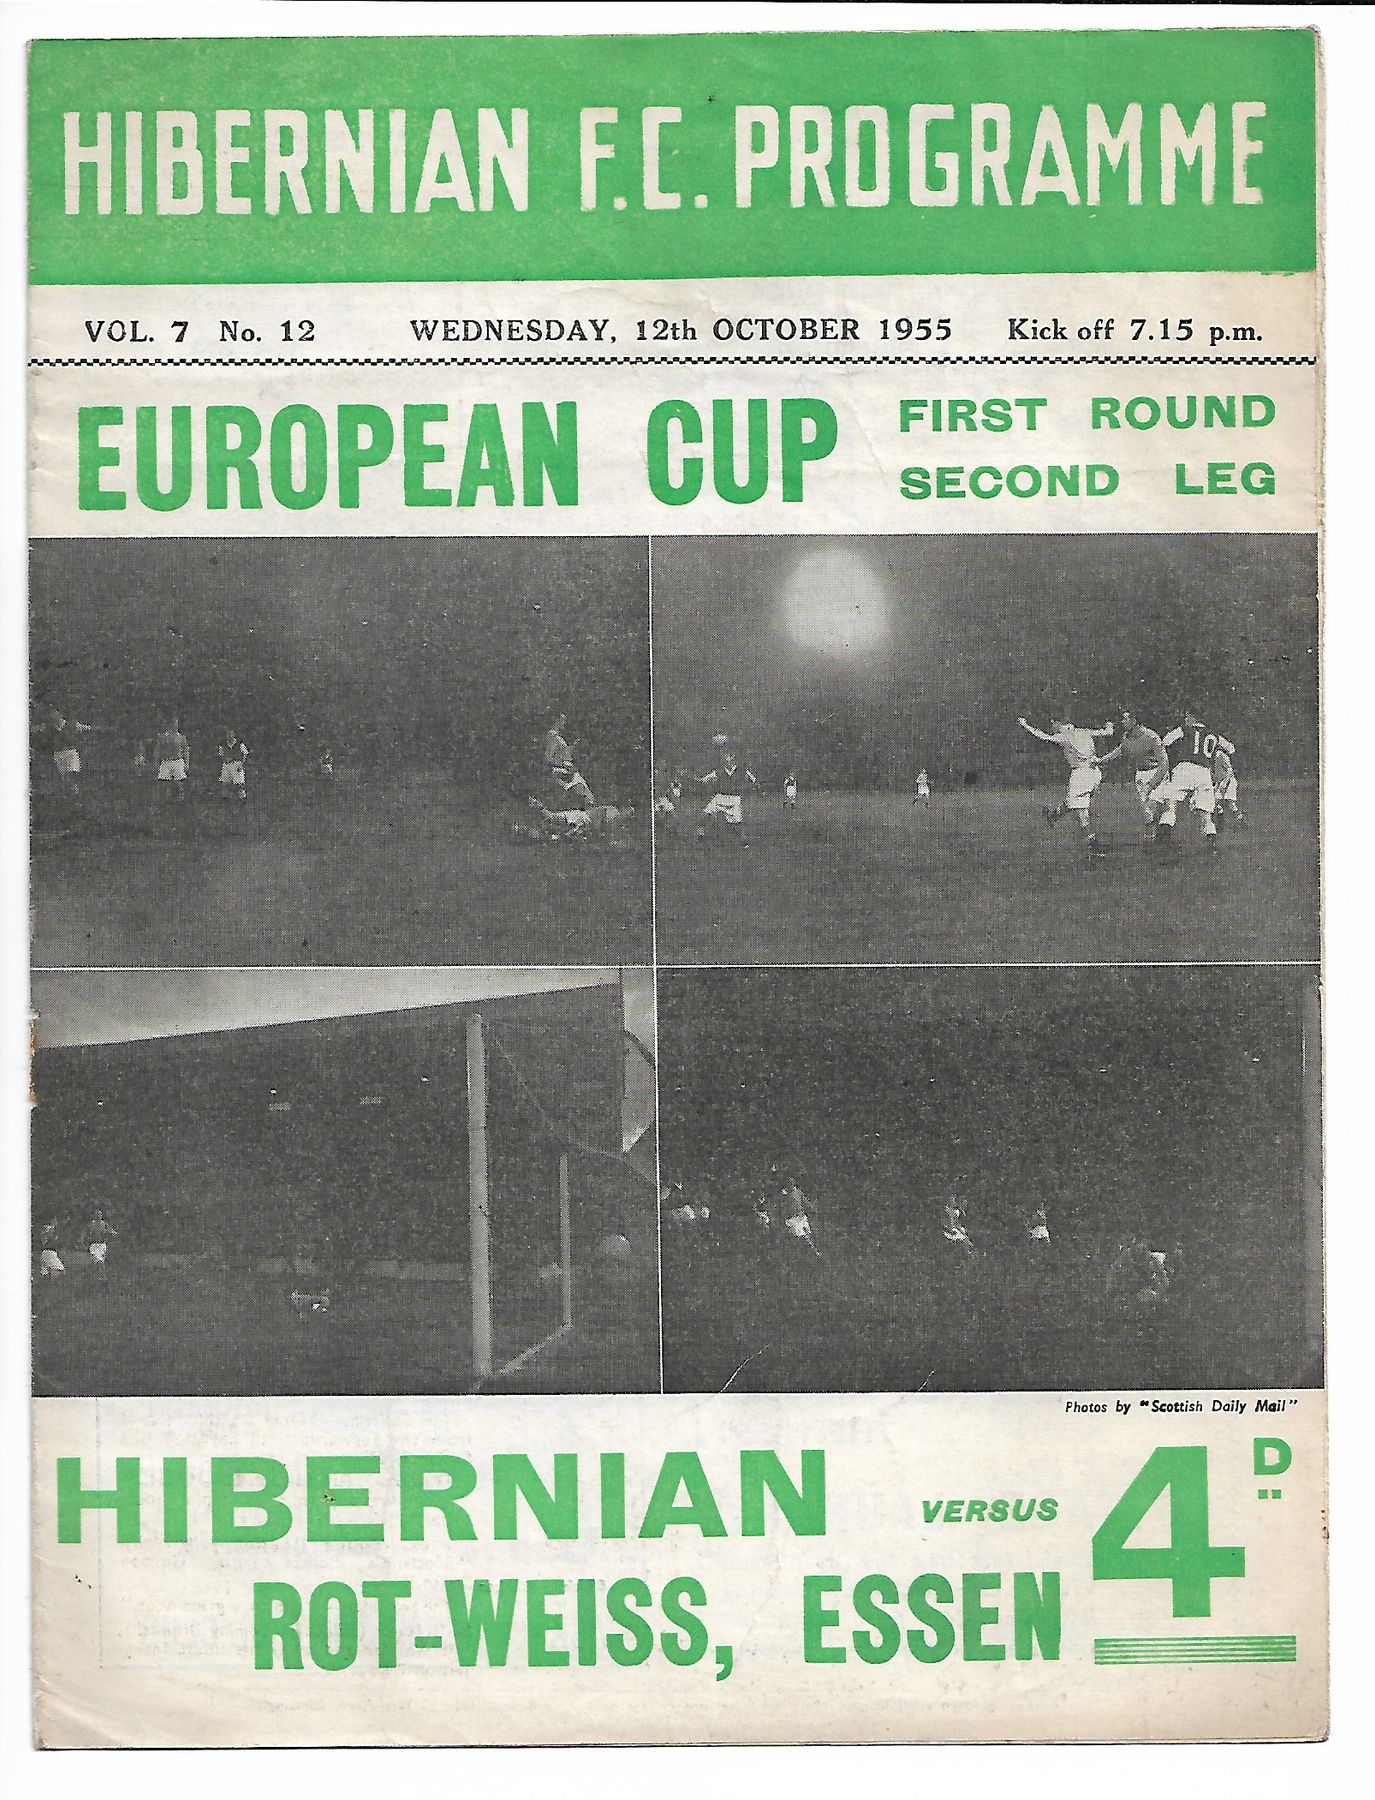 HIBERNIAN F.C. PROGRAMME
VOL. 7 No. 12 WEDNESDAY, 12th OCTOBER 1955 Kick off 7.15 p.m.
EUROPEAN CUP
FIRST ROUND
SECOND LEG
10
Photos by "Scottish Daily Mail"
HIBERNIAN VERSUS
ROT-WEISS, ESSEN
4D